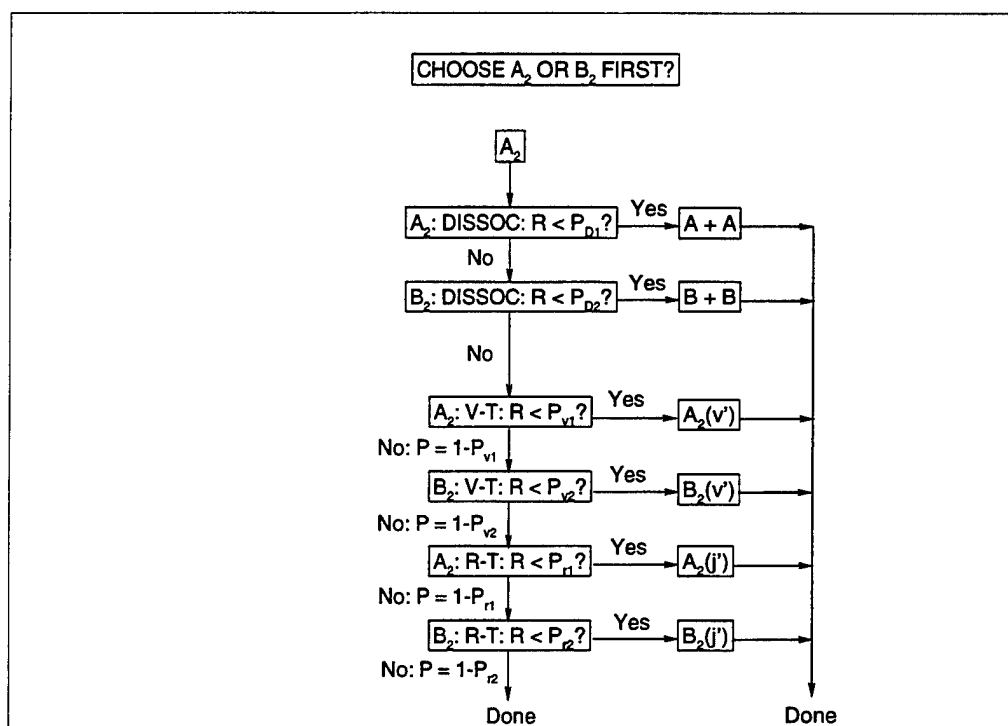 CHOOSE A₂ OR B₂ FIRST?
A₂
A₂: DISSOC: R < P_D1?
Yes
A + A
No
B₂: DISSOC: R < P_D2?
Yes
B + B
No
A₂: V-T: R < P_v1?
Yes
A₂(v')
No: P = 1-P_v1
B₂: V-T: R < P_v2?
Yes
B₂(v')
No: P = 1-P_v2
A₂: R-T: R < P_r1?
Yes
A₂(j')
No: P = 1-P_r1
B₂: R-T: R < P_r2?
Yes
B₂(j')
No: P = 1-P_r2
Done
Done